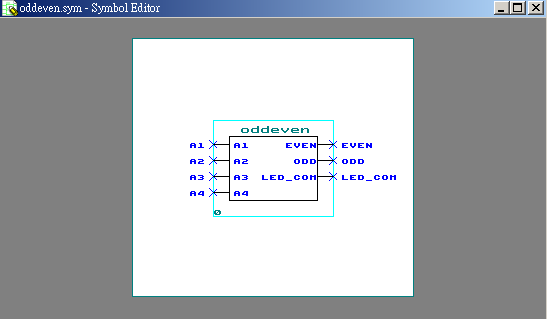 oddeven.sym - Symbol Editor
oddeven
A1 A1 EVEN EVEN
A2 A2 ODD ODD
A3 A3 LED_COM LED_COM
A4 A4
0